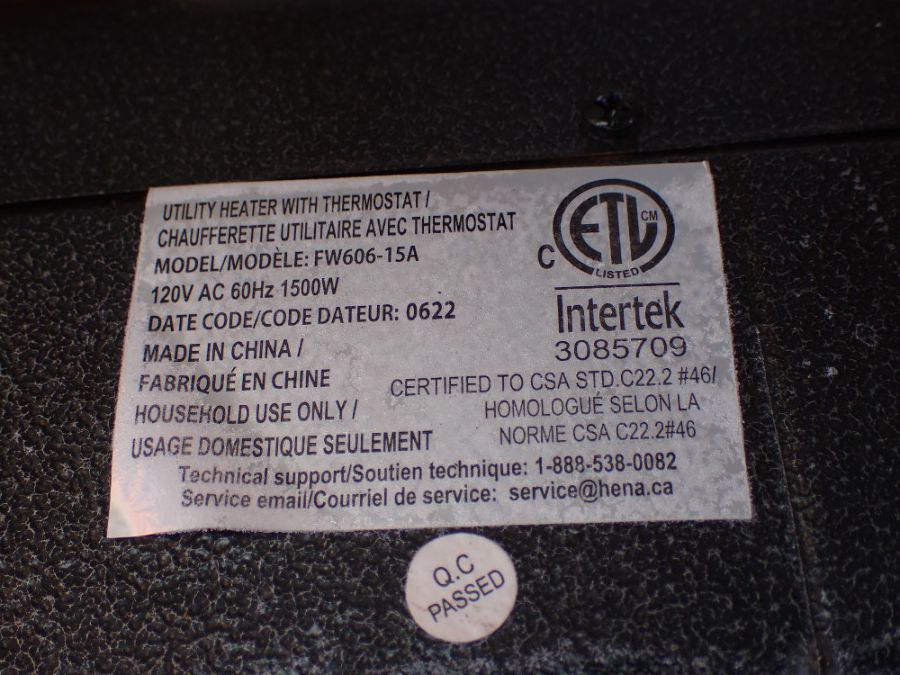 UTILITY HEATER WITH THERMOSTAT /
CHAUFFERETTE UTILITAIRE AVEC THERMOSTAT
MODEL/MODÈLE: FW606-15A
120V AC 60Hz 1500W
DATE CODE/CODE DATEUR: 0622
MADE IN CHINA /
FABRIQUÉ EN CHINE
HOUSEHOLD USE ONLY /
USAGE DOMESTIQUE SEULEMENT
C ETL CM
LISTED
Intertek
3085709
CERTIFIED TO CSA STD.C22.2 #46/
HOMOLOGUÉ SELON LA
NORME CSA C22.2#46
Technical support/Soutien technique: 1-888-538-0082
Service email/Courriel de service: service@hena.ca
Q.C
PASSED